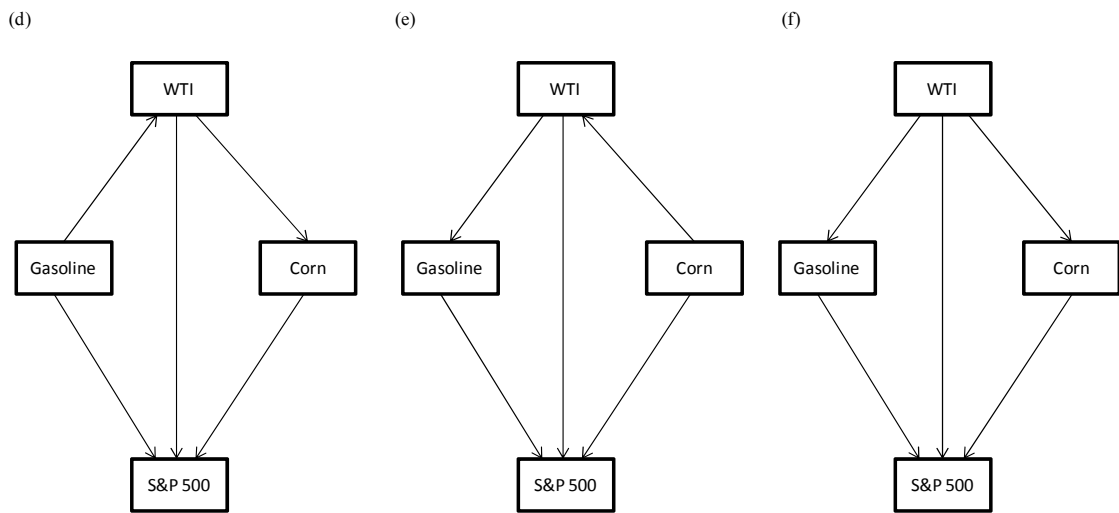 (d) (e) (f)
WTI WTI WTI
Gasoline Corn Gasoline Corn Gasoline Corn
S&P 500 S&P 500 S&P 500